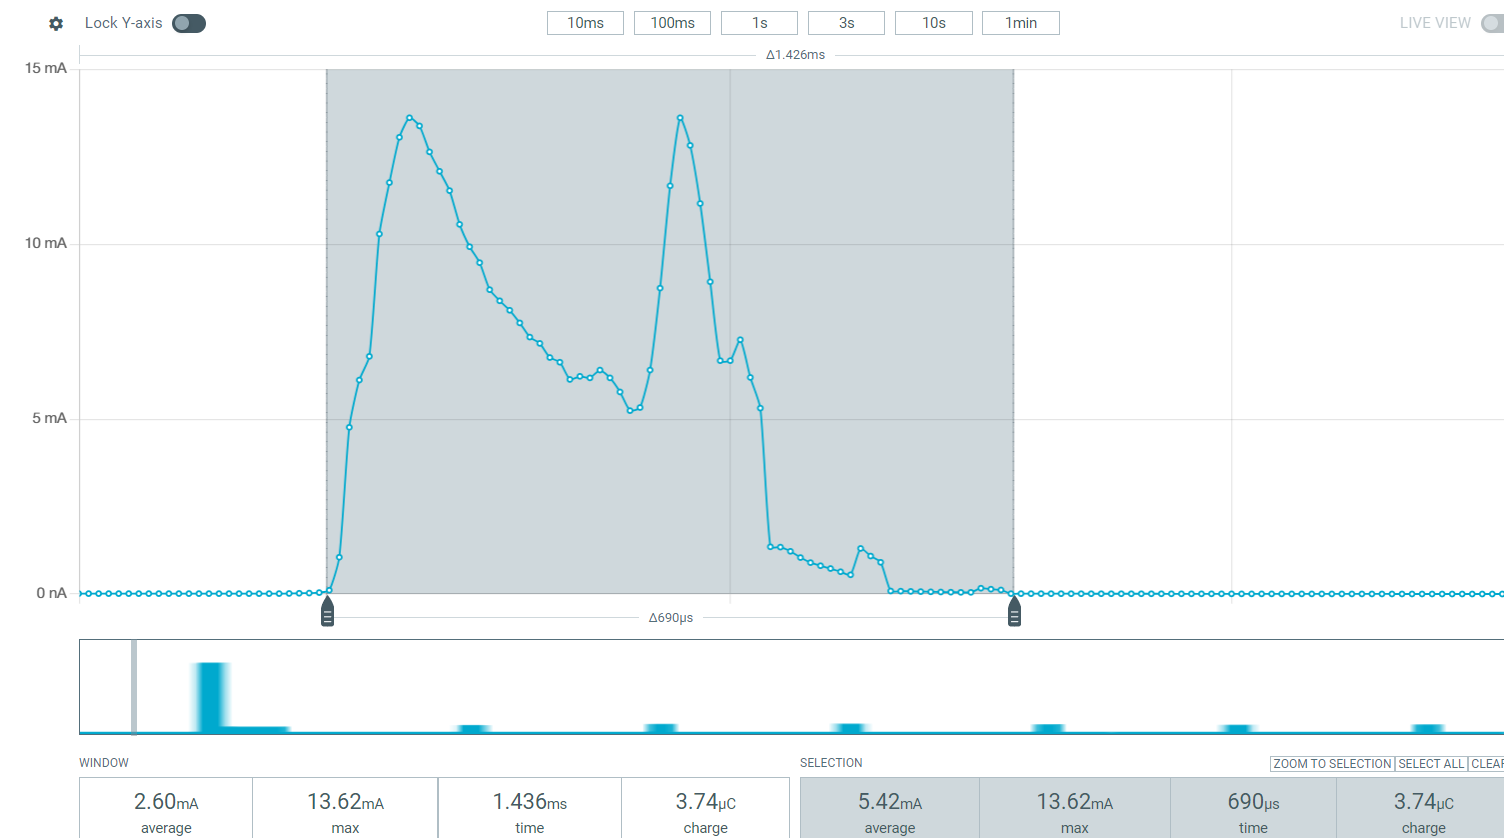 Lock Y-axis 10ms 100ms 1s 3s 10s 1min LIVE VIEW
Δ1.426ms
15 mA
10 mA
5 mA
0 nA
Δ690μs
WINDOW SELECTION ZOOM TO SELECTION SELECT ALL CLEAR
2.60mA 13.62mA 1.436ms 3.74μC 5.42mA 13.62mA 690μs 3.74μC
average max time charge average max time charge